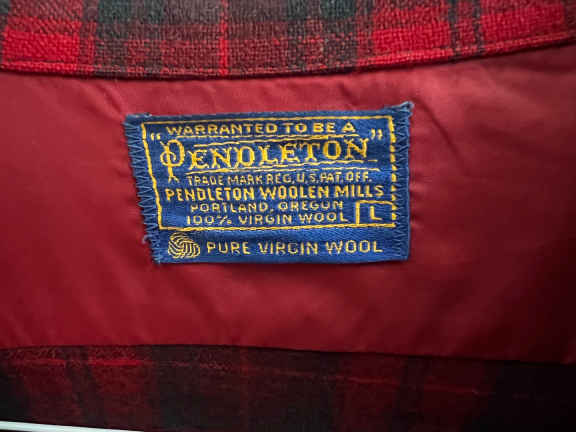 WARRANTED TO BE A
"PENDLETON"
TRADE MARK REG. U.S. PAT. OFF.
PENDLETON WOOLEN MILLS
PORTLAND, OREGON
100% VIRGIN WOOL L
PURE VIRGIN WOOL